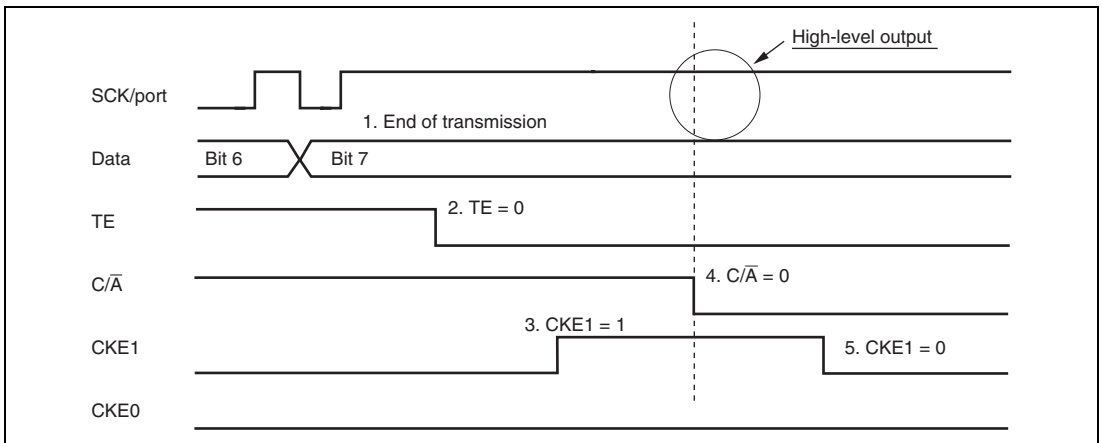 High-level output
SCK/port
1. End of transmission
Data
Bit 6
Bit 7
TE
2. TE = 0
C/A̅
4. C/A̅ = 0
3. CKE1 = 1
CKE1
5. CKE1 = 0
CKE0